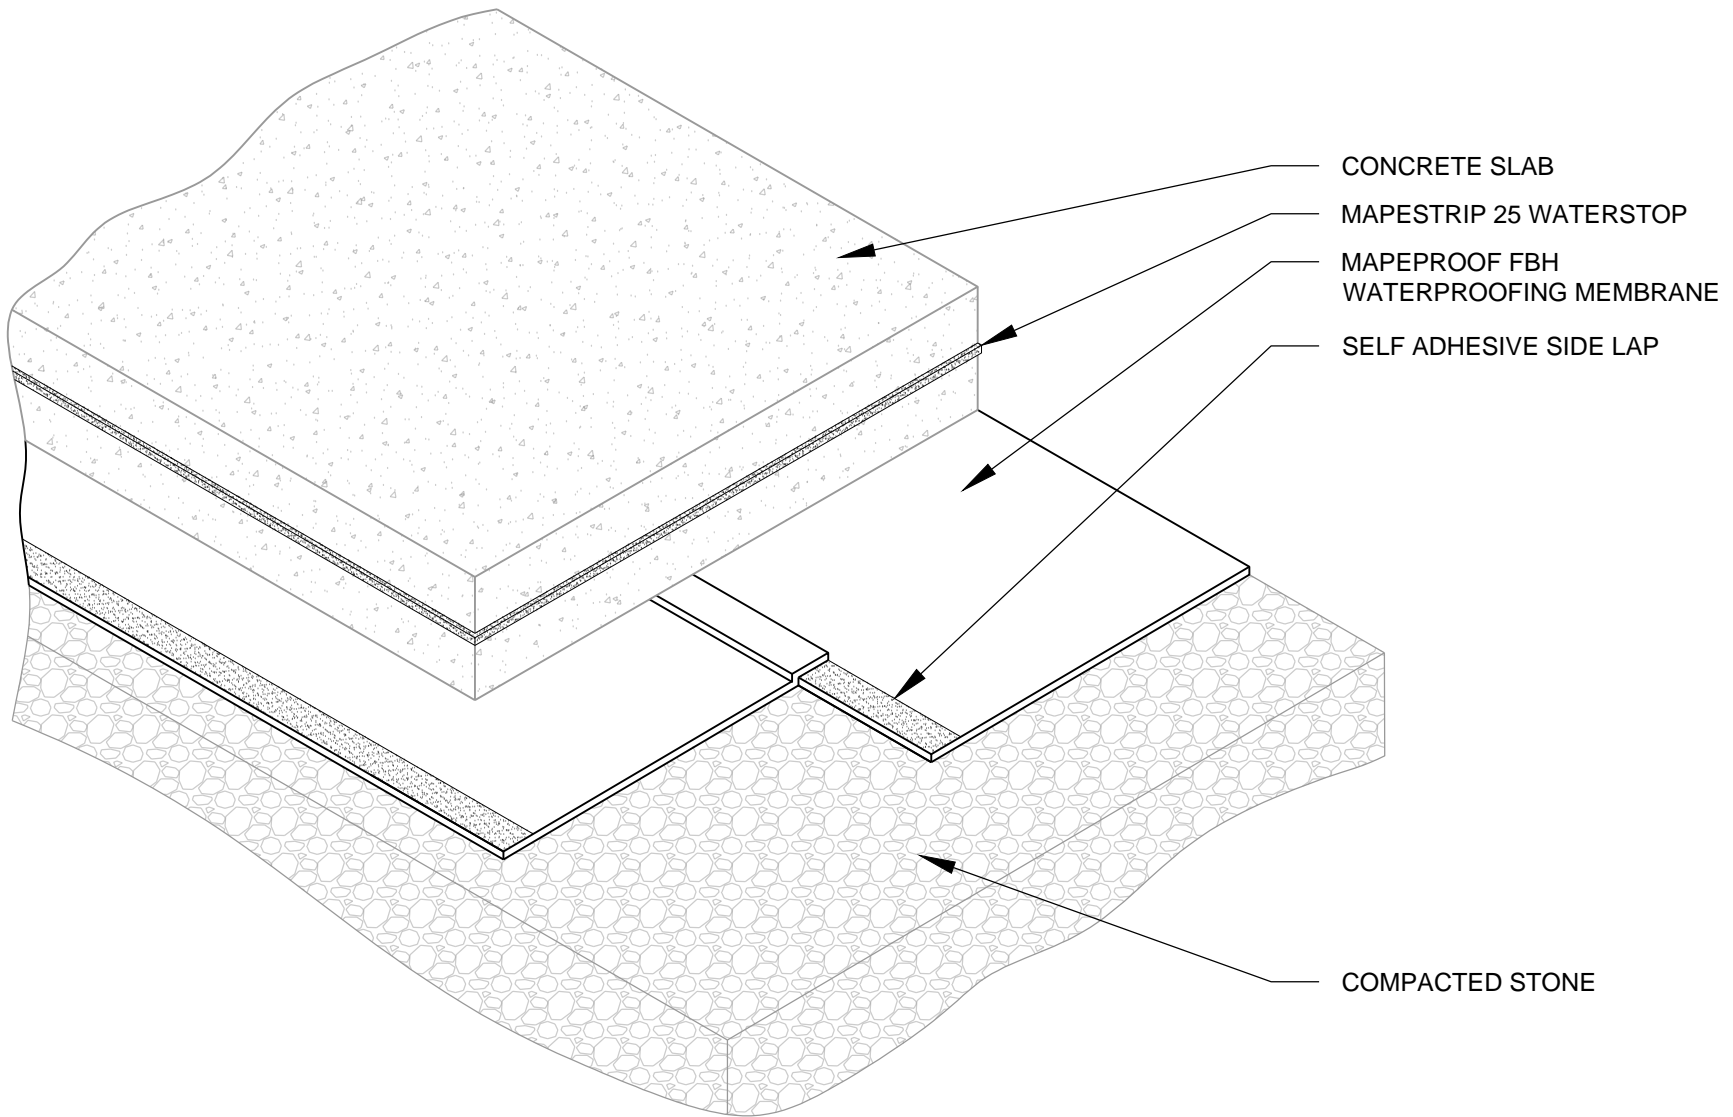 CONCRETE SLAB
MAPESTRIP 25 WATERSTOP
MAPEPROOF FBH
WATERPROOFING MEMBRANE
SELF ADHESIVE SIDE LAP
COMPACTED STONE